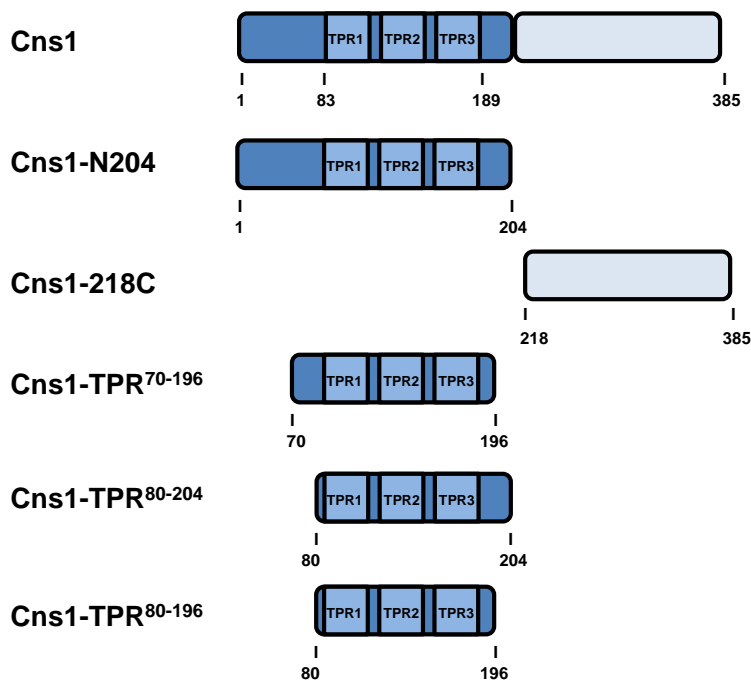 Cns1 TPR1 TPR2 TPR3
1 83 189 385
Cns1-N204 TPR1 TPR2 TPR3
1 204
Cns1-218C
218 385
Cns1-TPR70-196 TPR1 TPR2 TPR3
70 196
Cns1-TPR80-204 TPR1 TPR2 TPR3
80 204
Cns1-TPR80-196 TPR1 TPR2 TPR3
80 196